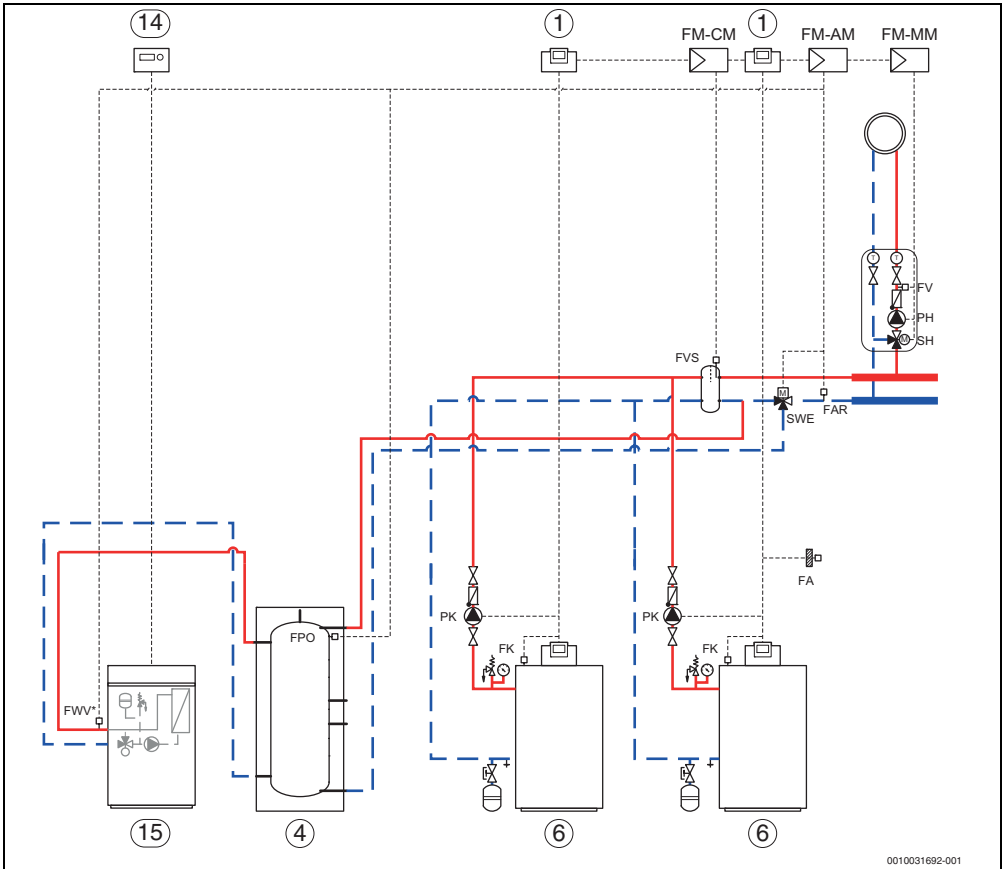 14
1
1
FM-CM
FM-AM
FM-MM
T
T
FV
PH
M
SH
FVS
M
SWE
FAR
FA
PK
PK
FPO
FK
FK
FWV*
15
4
6
6
0010031692-001